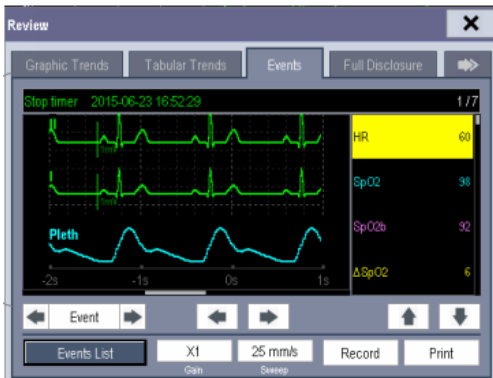 Review
Graphic Trends Tabular Trends Events Full Disclosure
Stop timer 2015-06-23 16:52:29 1/7
II
1mV
HR 60
I
1mV
SpO2 98
Pleth
SpO2b 92
-2s -1s 0s 1s
ΔSpO2 6
Event
Events List X1 25 mm/s Record Print
Gain Sweep